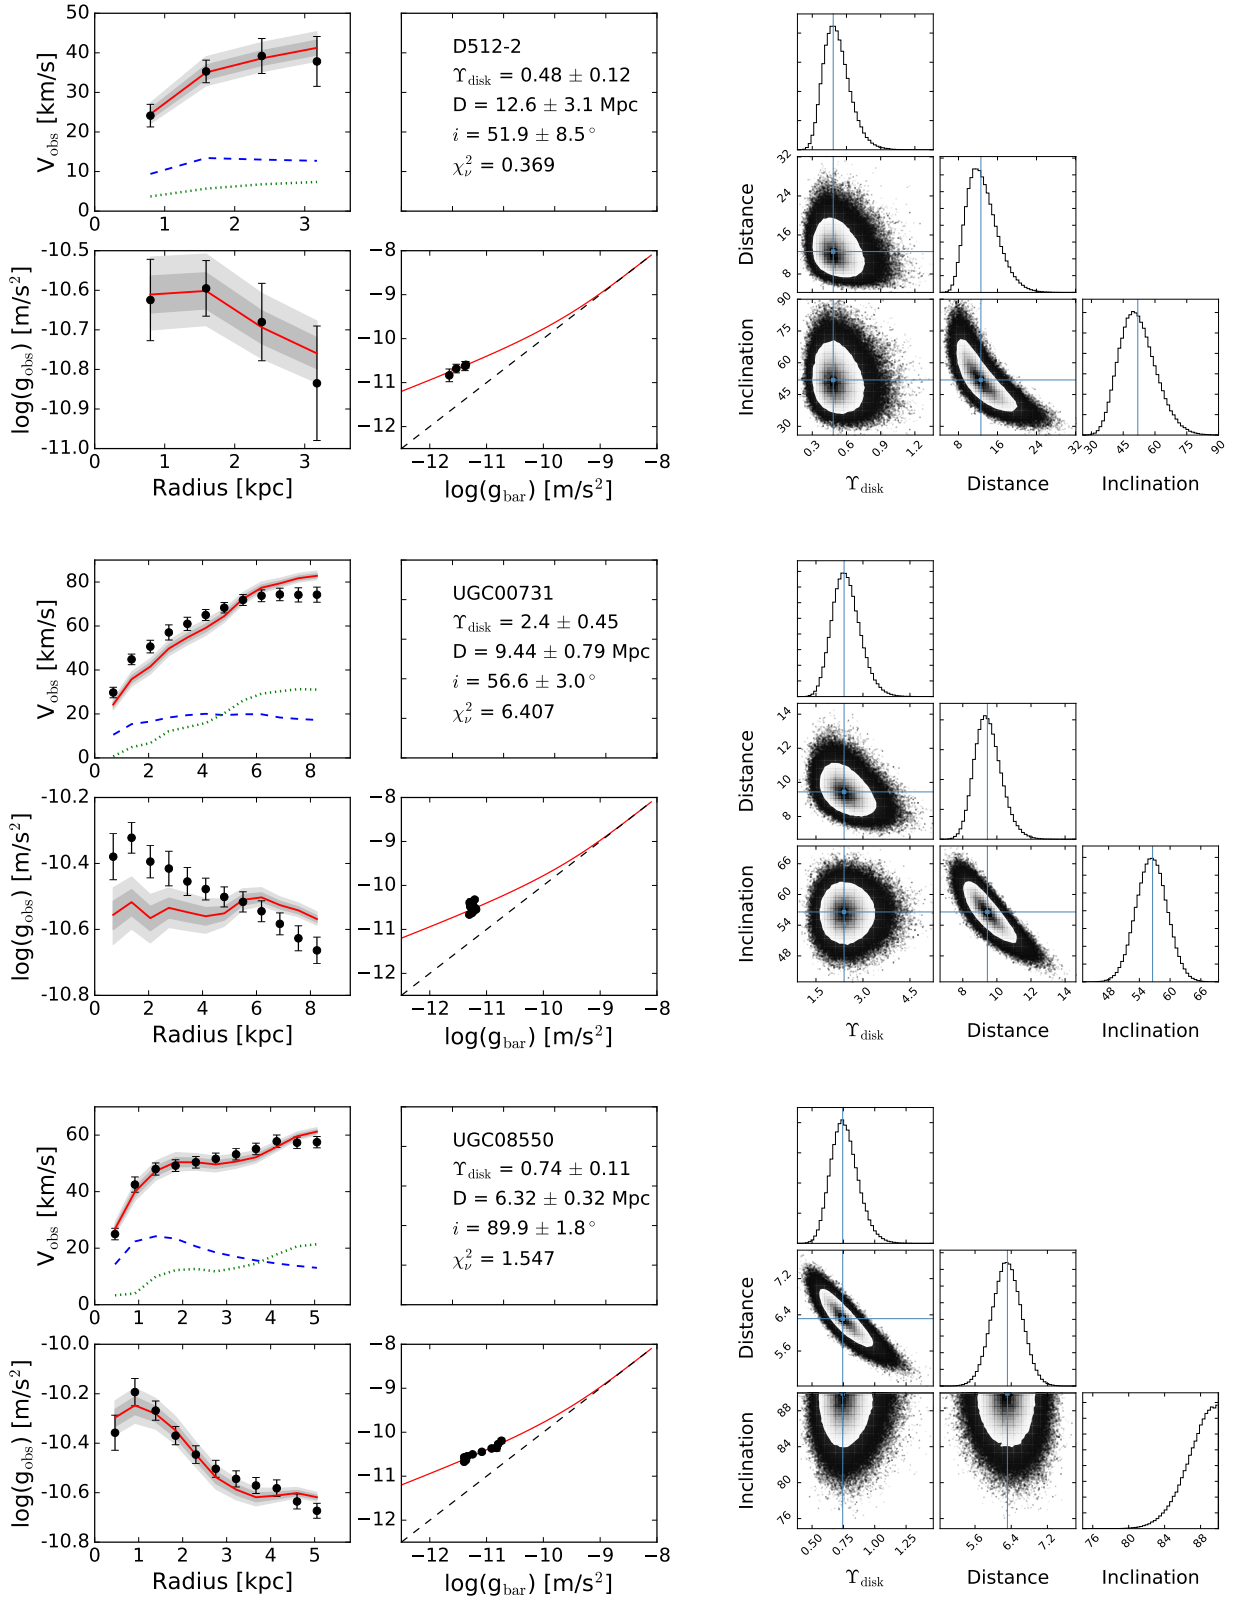 50
40
30
20
10
0
V_obs [km/s]
0 1 2 3
D512-2
ϒ_disk = 0.48 ± 0.12
D = 12.6 ± 3.1 Mpc
i = 51.9 ± 8.5°
χ²_ν = 0.369
-10.5
-10.6
-10.7
-10.8
-10.9
-11.0
log(g_obs) [m/s²]
0 1 2 3
Radius [kpc]
−8
−9
−10
−11
−12
−12 −11 −10 −9 −8
log(g_bar) [m/s²]
32
24
16
8
Distance
90
75
60
45
30
Inclination
0.3 0.6 0.9 1.2
ϒ_disk
8 16 24 32
Distance
30 45 60 75 90
Inclination
80
60
40
20
0
V_obs [km/s]
0 2 4 6 8
UGC00731
ϒ_disk = 2.4 ± 0.45
D = 9.44 ± 0.79 Mpc
i = 56.6 ± 3.0°
χ²_ν = 6.407
-10.2
-10.4
-10.6
-10.8
log(g_obs) [m/s²]
0 2 4 6 8
Radius [kpc]
−8
−9
−10
−11
−12
−12 −11 −10 −9 −8
log(g_bar) [m/s²]
14
12
10
8
Distance
66
60
54
48
Inclination
1.5 3.0 4.5
ϒ_disk
8 10 12 14
Distance
48 54 60 66
Inclination
60
40
20
0
V_obs [km/s]
0 1 2 3 4 5
UGC08550
ϒ_disk = 0.74 ± 0.11
D = 6.32 ± 0.32 Mpc
i = 89.9 ± 1.8°
χ²_ν = 1.547
-10.0
-10.2
-10.4
-10.6
-10.8
log(g_obs) [m/s²]
0 1 2 3 4 5
Radius [kpc]
−8
−9
−10
−11
−12
−12 −11 −10 −9 −8
log(g_bar) [m/s²]
7.2
6.4
5.6
Distance
88
84
80
76
Inclination
0.50 0.75 1.00 1.25
ϒ_disk
5.6 6.4 7.2
Distance
76 80 84 88
Inclination